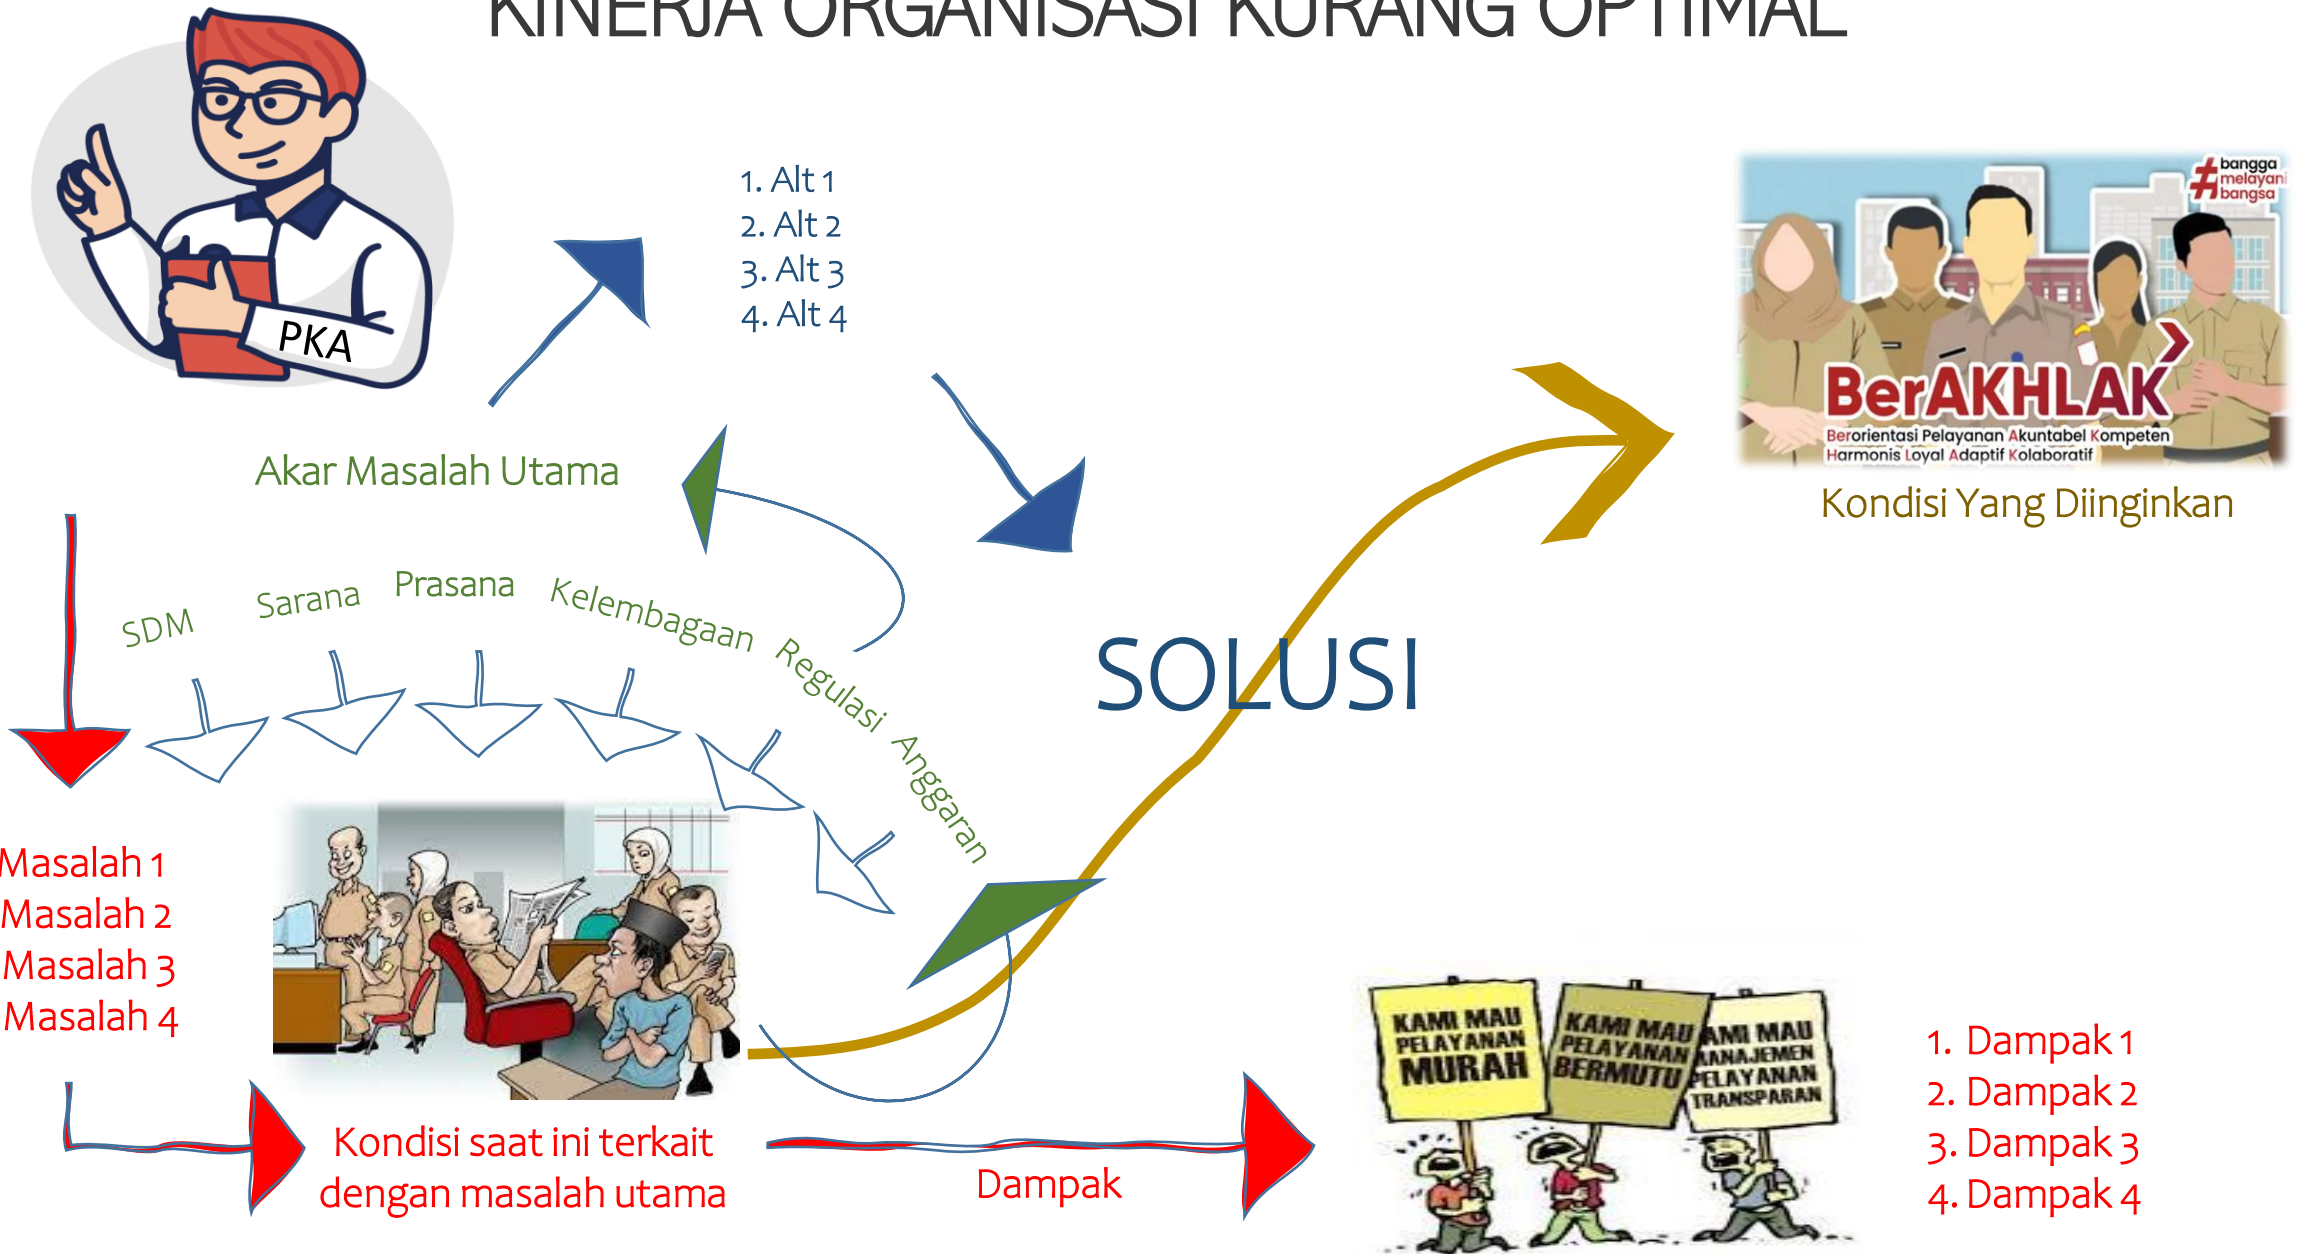 KINERJA ORGANISASI KURANG OPTIMAL
PKA
1. Alt 1
2. Alt 2
3. Alt 3
4. Alt 4
#bangga
melayani
bangsa
BerAKHLAK
Berorientasi Pelayanan Akuntabel Kompeten
Harmonis Loyal Adaptif Kolaboratif
Kondisi Yang Diinginkan
Akar Masalah Utama
SDM
Sarana
Prasana
Kelembagaan
Regulasi
Anggaran
SOLUSI
Masalah 1
Masalah 2
Masalah 3
Masalah 4
Kondisi saat ini terkait
dengan masalah utama
Dampak
KAMI MAU
PELAYANAN
MURAH
KAMI MAU
PELAYANAN
BERMUTU
AMI MAU
MANAJEMEN
PELAYANAN
TRANSPARAN
1. Dampak 1
2. Dampak 2
3. Dampak 3
4. Dampak 4